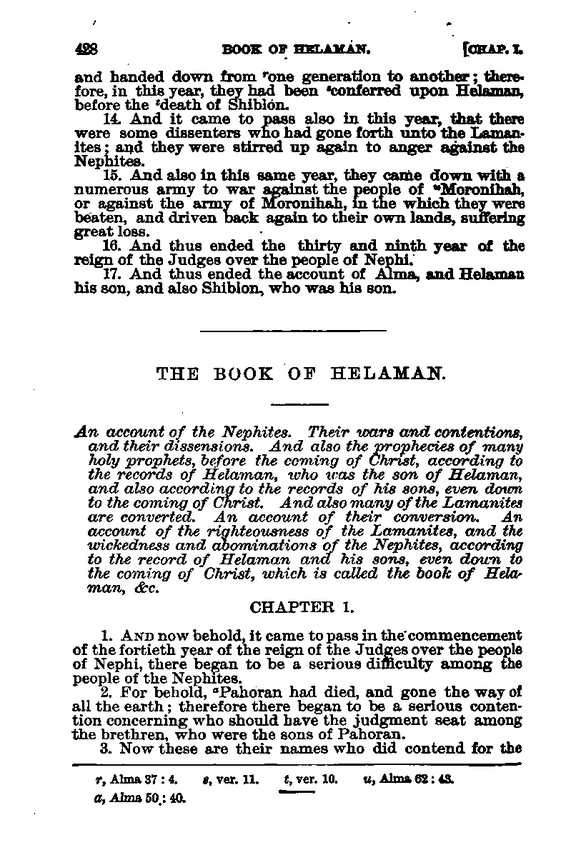 428 BOOK OF HELAMAN. [CHAP. I.
and handed down from ʳone generation to another; there-
fore, in this year, they had been ˢconferred upon Helaman,
before the ᵗdeath of Shiblon.
14. And it came to pass also in this year, that there
were some dissenters who had gone forth unto the Laman-
ites; and they were stirred up again to anger against the
Nephites.
15. And also in this same year, they came down with a
numerous army to war against the people of ᵘMoronihah,
or against the army of Moronihah, in the which they were
beaten, and driven back again to their own lands, suffering
great loss.
16. And thus ended the thirty and ninth year of the
reign of the Judges over the people of Nephi.
17. And thus ended the account of Alma, and Helaman
his son, and also Shiblon, who was his son.
THE BOOK OF HELAMAN.
An account of the Nephites. Their wars and contentions,
and their dissensions. And also the prophecies of many
holy prophets, before the coming of Christ, according to
the records of Helaman, who was the son of Helaman,
and also according to the records of his sons, even down
to the coming of Christ. And also many of the Lamanites
are converted. An account of their conversion. An
account of the righteousness of the Lamanites, and the
wickedness and abominations of the Nephites, according
to the record of Helaman and his sons, even down to
the coming of Christ, which is called the book of Hela-
man, &c.
CHAPTER 1.
1. AND now behold, it came to pass in the commencement
of the fortieth year of the reign of the Judges over the people
of Nephi, there began to be a serious difficulty among the
people of the Nephites.
2. For behold, ᵃPahoran had died, and gone the way of
all the earth; therefore there began to be a serious conten-
tion concerning who should have the judgment seat among
the brethren, who were the sons of Pahoran.
3. Now these are their names who did contend for the
r, Alma 37 : 4. s, ver. 11. t, ver. 10. u, Alma 62 : 43.
a, Alma 50 : 40.